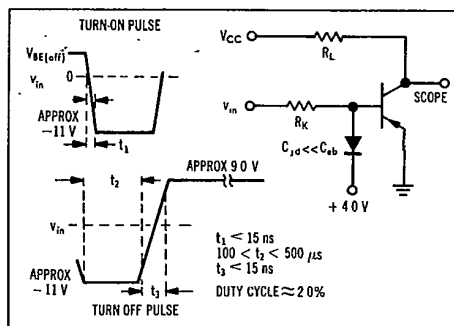 TURN-ON PULSE
VBE(off)
vin
0
APPROX
-11 V
t1
VCC
RL
SCOPE
vin
RK
Cjd<<Ceb
+4.0 V
t2
APPROX 9.0 V
vin
t1 < 15 ns
100 < t2 < 500 μs
t3 < 15 ns
APPROX
-11 V
t3
DUTY CYCLE ≈ 2.0%
TURN OFF PULSE